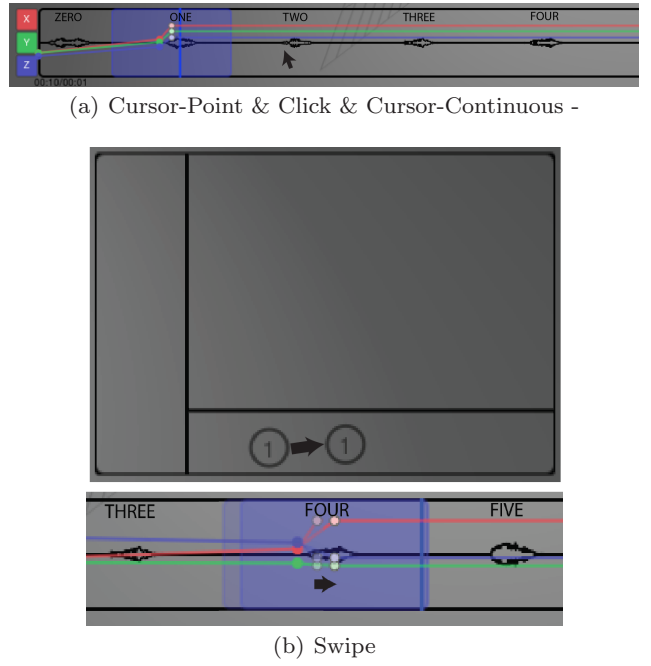 X ZERO ONE TWO THREE FOUR
Y
Z
00:10/00:01
(a) Cursor-Point & Click & Cursor-Continuous -
1 1
THREE FOUR FIVE
(b) Swipe